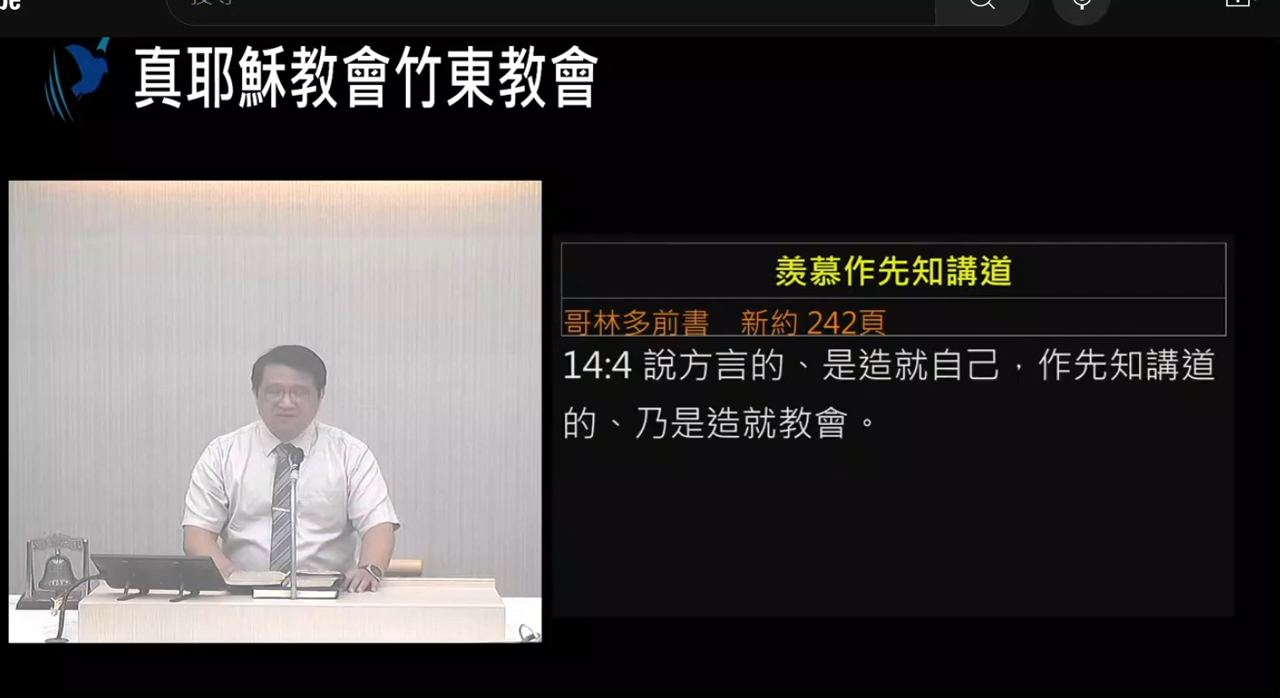 真耶穌教會竹東教會
羨慕作先知講道
哥林多前書　新約 242頁
14:4 說方言的、是造就自己，作先知講道
的、乃是造就教會。